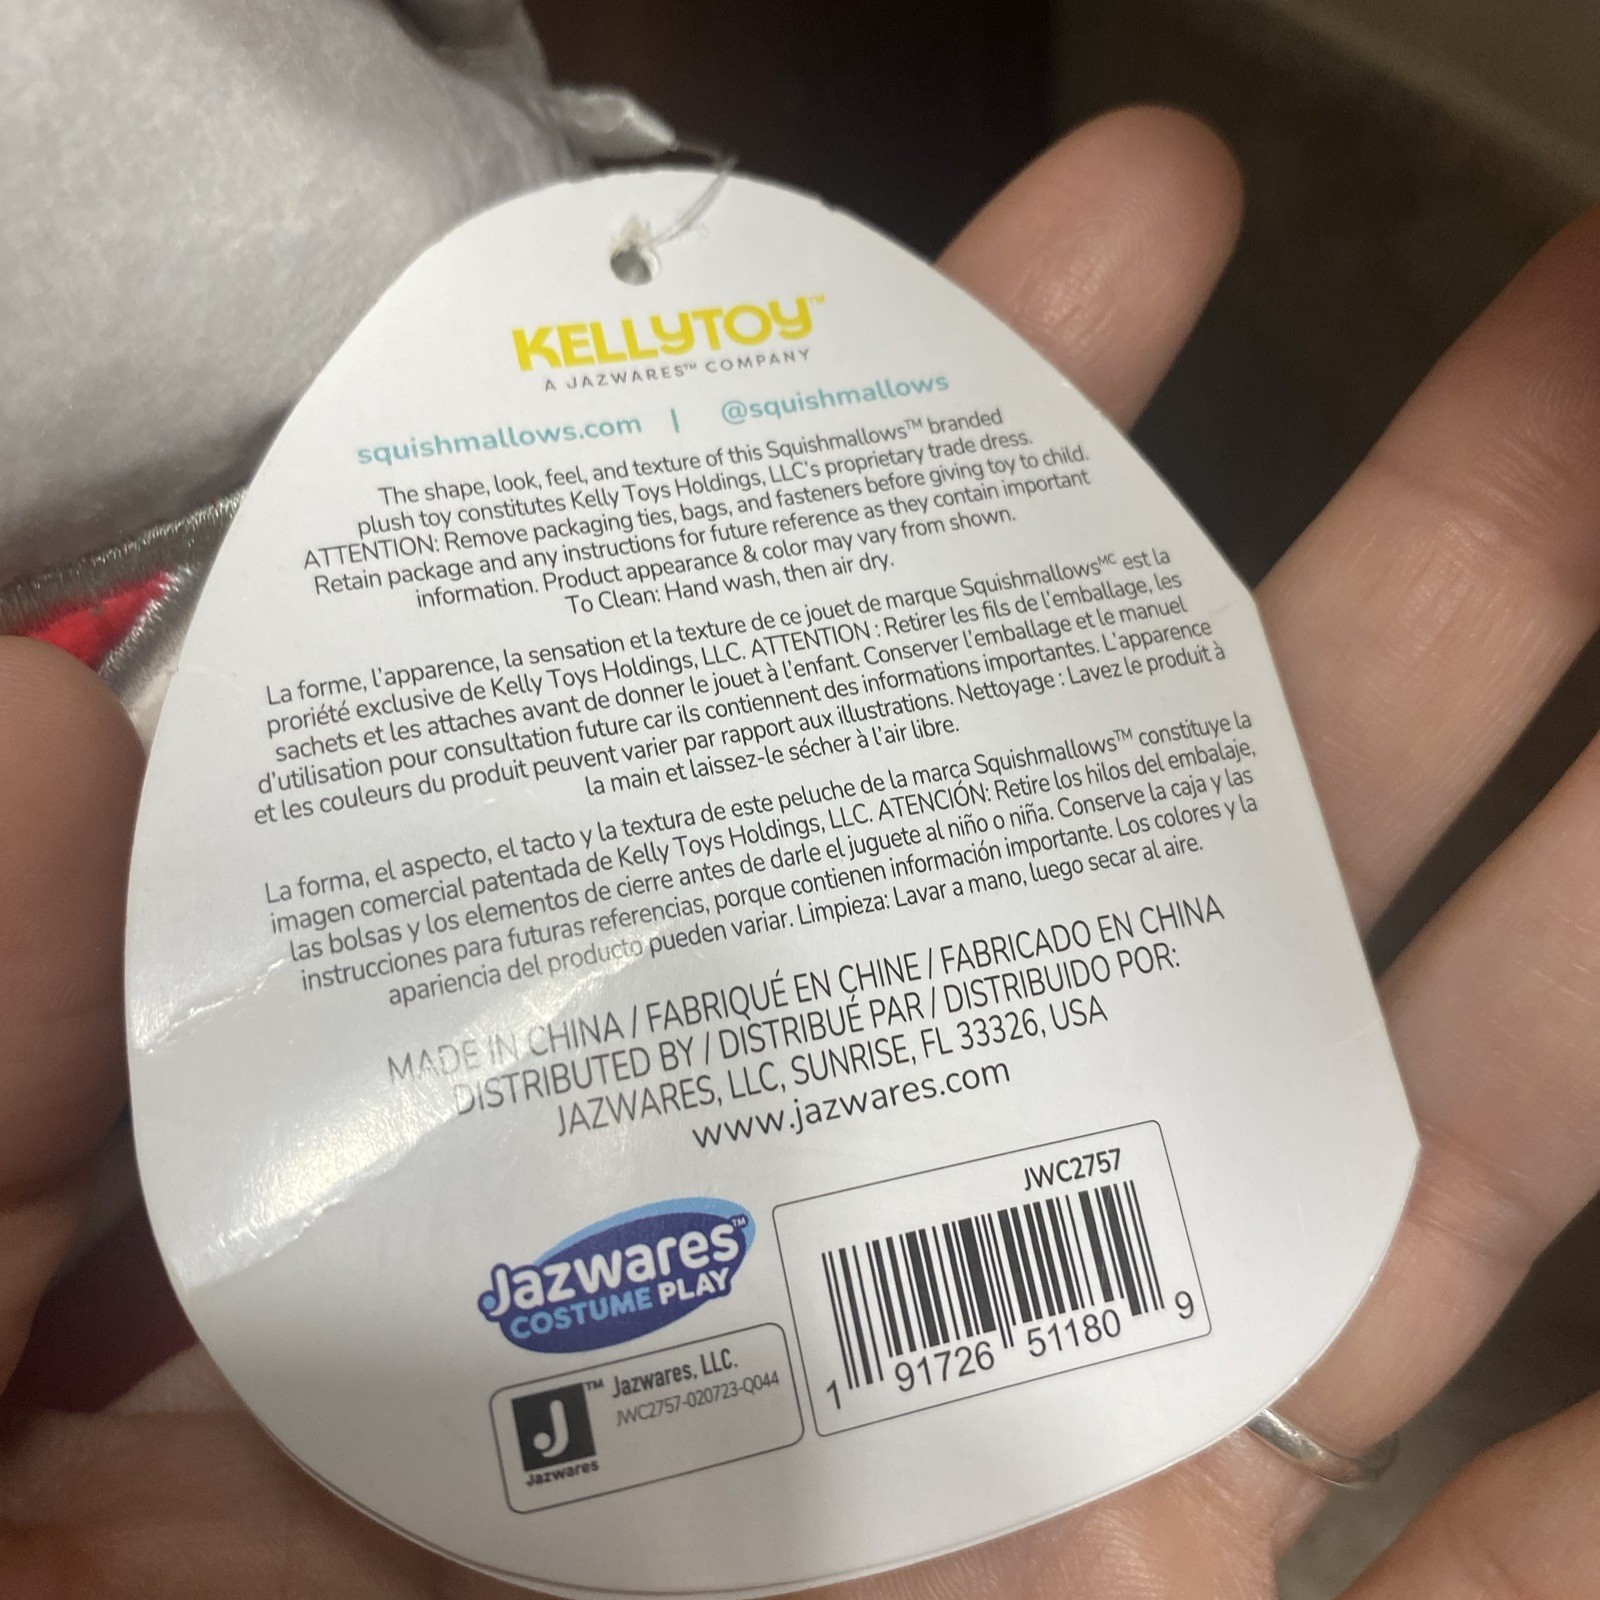 KELLYTOY™
A JAZWARES™ COMPANY
squishmallows.com | @squishmallows
The shape, look, feel, and texture of this Squishmallows™ branded
plush toy constitutes Kelly Toys Holdings, LLC's proprietary trade dress.
ATTENTION: Remove packaging ties, bags, and fasteners before giving toy to child.
Retain package and any instructions for future reference as they contain important
information. Product appearance & color may vary from shown.
To Clean: Hand wash, then air dry.
La forme, l'apparence, la sensation et la texture de ce jouet de marque Squishmallowsᴹᶜ est la
proriété exclusive de Kelly Toys Holdings, LLC. ATTENTION : Retirer les fils de l'emballage, les
sachets et les attaches avant de donner le jouet à l'enfant. Conserver l'emballage et le manuel
d'utilisation pour consultation future car ils contiennent des informations importantes. L'apparence
et les couleurs du produit peuvent varier par rapport aux illustrations. Nettoyage : Lavez le produit à
la main et laissez-le sécher à l'air libre.
La forma, el aspecto, el tacto y la textura de este peluche de la marca Squishmallows™ constituye la
imagen comercial patentada de Kelly Toys Holdings, LLC. ATENCIÓN: Retire los hilos del embalaje,
las bolsas y los elementos de cierre antes de darle el juguete al niño o niña. Conserve la caja y las
instrucciones para futuras referencias, porque contienen información importante. Los colores y la
apariencia del producto pueden variar. Limpieza: Lavar a mano, luego secar al aire.
MADE IN CHINA / FABRIQUÉ EN CHINE / FABRICADO EN CHINA
DISTRIBUTED BY / DISTRIBUÉ PAR / DISTRIBUIDO POR:
JAZWARES, LLC, SUNRISE, FL 33326, USA
www.jazwares.com
Jazwares™
COSTUME PLAY
J™
Jazwares
Jazwares, LLC.
JWC2757-020723-Q044
JWC2757
1 91726 51180 9